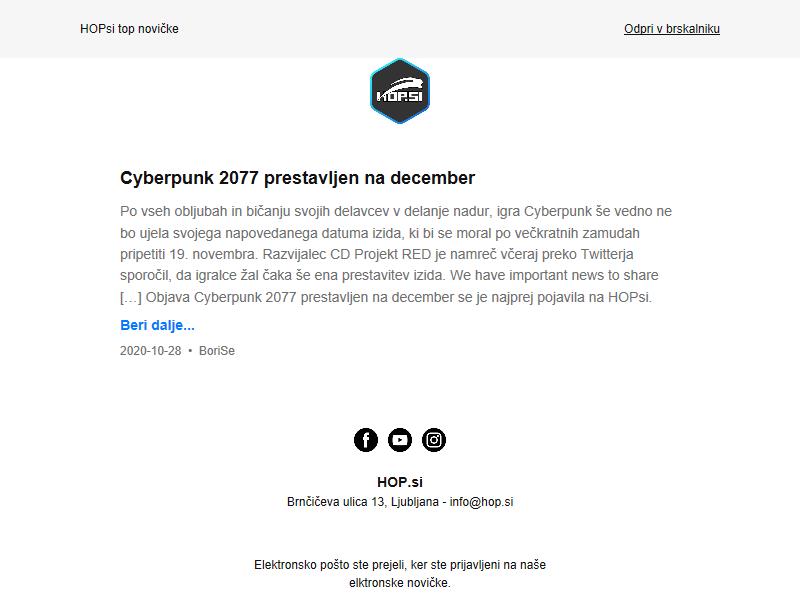 HOPsi top novičke
Odpri v brskalniku
HOP.SI
Cyberpunk 2077 prestavljen na december
Po vseh obljubah in bičanju svojih delavcev v delanje nadur, igra Cyberpunk še vedno ne
bo ujela svojega napovedanega datuma izida, ki bi se moral po večkratnih zamudah
pripetiti 19. novembra. Razvijalec CD Projekt RED je namreč včeraj preko Twitterja
sporočil, da igralce žal čaka še ena prestavitev izida. We have important news to share
[…] Objava Cyberpunk 2077 prestavljen na december se je najprej pojavila na HOPsi.
Beri dalje...
2020-10-28 • BoriSe
HOP.si
Brnčičeva ulica 13, Ljubljana - info@hop.si
Elektronsko pošto ste prejeli, ker ste prijavljeni na naše
elktronske novičke.